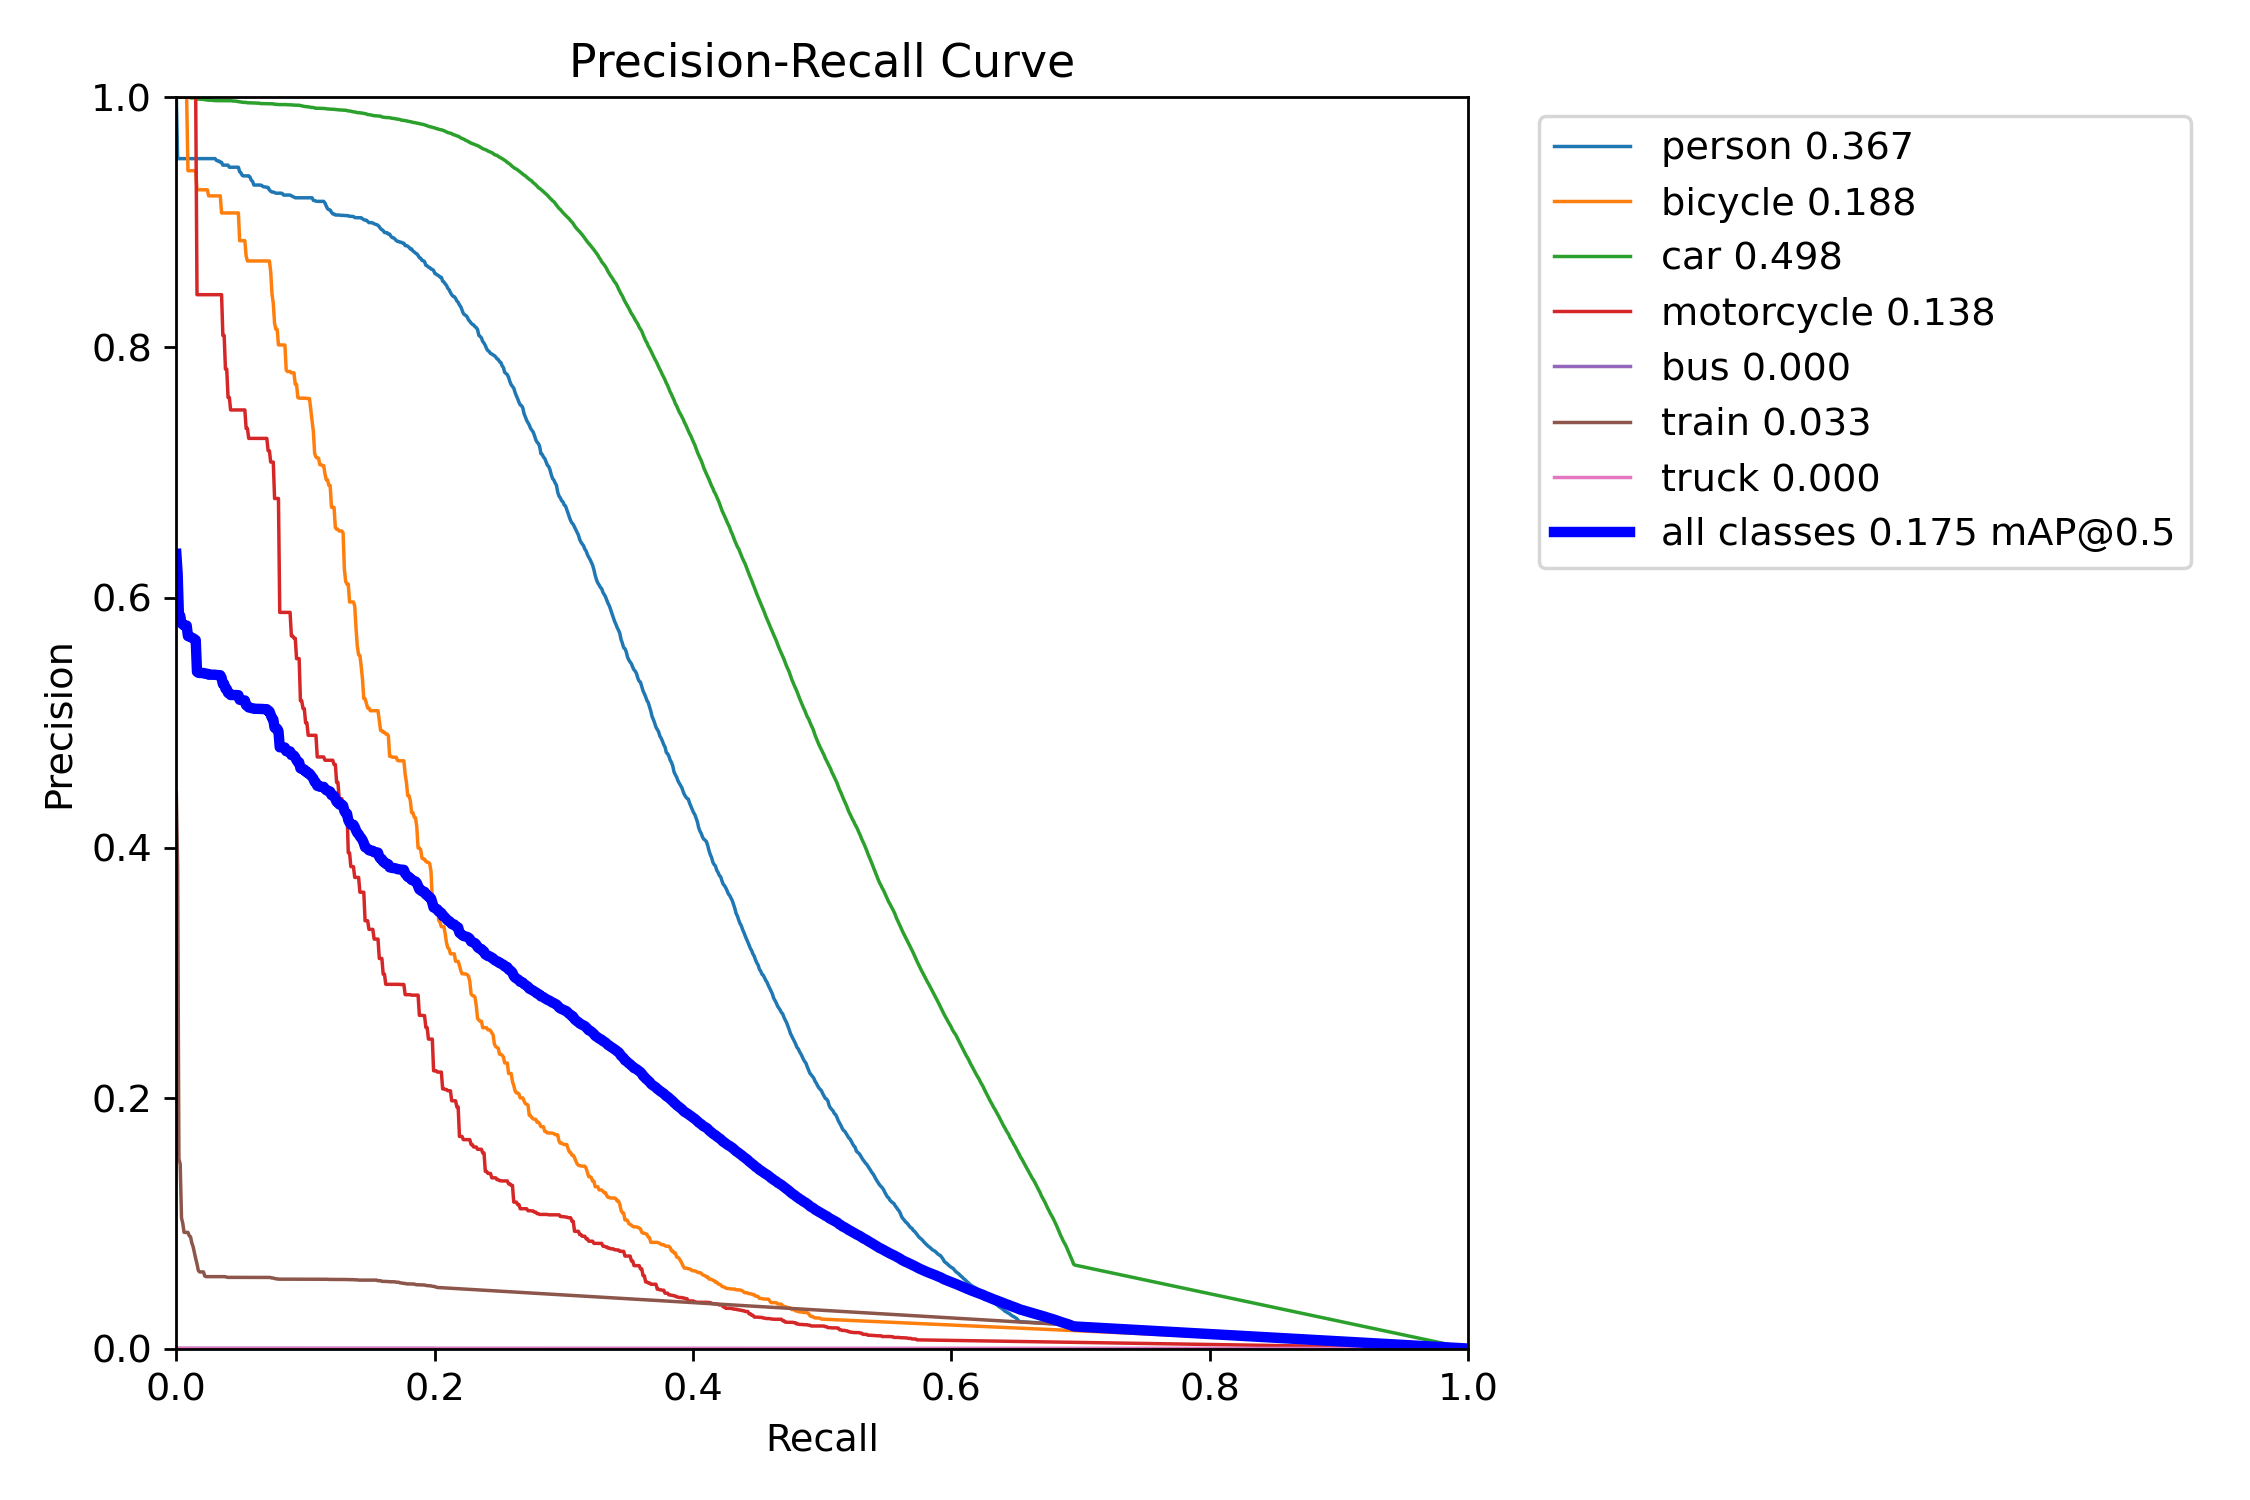 Precision-Recall Curve
1.0
0.8
0.6
0.4
0.2
0.0
Precision
0.0 0.2 0.4 0.6 0.8 1.0
Recall
person 0.367
bicycle 0.188
car 0.498
motorcycle 0.138
bus 0.000
train 0.033
truck 0.000
all classes 0.175 mAP@0.5